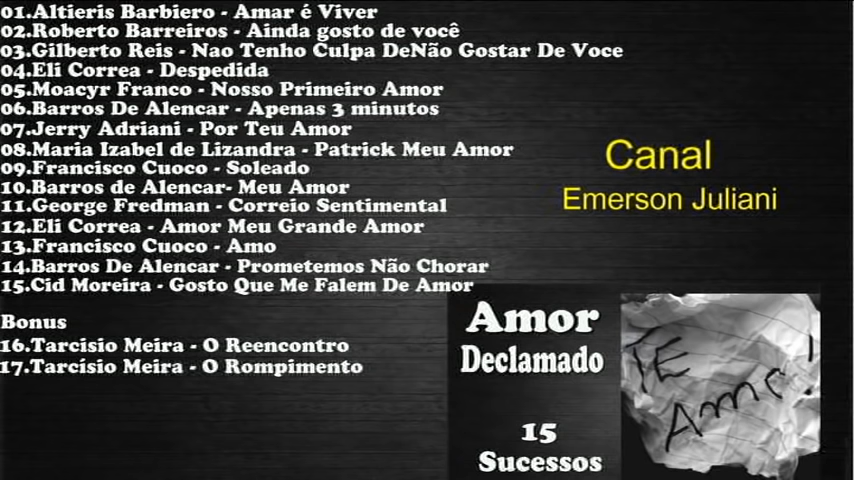 01.Altieris Barbiero - Amar é Viver
02.Roberto Barreiros - Ainda gosto de você
03.Gilberto Reis - Nao Tenho Culpa DeNão Gostar De Voce
04.Eli Correa - Despedida
05.Moacyr Franco - Nosso Primeiro Amor
06.Barros De Alencar - Apenas 3 minutos
07.Jerry Adriani - Por Teu Amor
08.Maria Izabel de Lizandra - Patrick Meu Amor
09.Francisco Cuoco - Soleado
10.Barros de Alencar- Meu Amor
11.George Fredman - Correio Sentimental
12.Eli Correa - Amor Meu Grande Amor
13.Francisco Cuoco - Amo
14.Barros De Alencar - Prometemos Não Chorar
15.Cid Moreira - Gosto Que Me Falem De Amor
Bonus
16.Tarcisio Meira - O Reencontro
17.Tarcisio Meira - O Rompimento
Canal
Emerson Juliani
Amor
Declamado
15
Sucessos
TE
Amo!